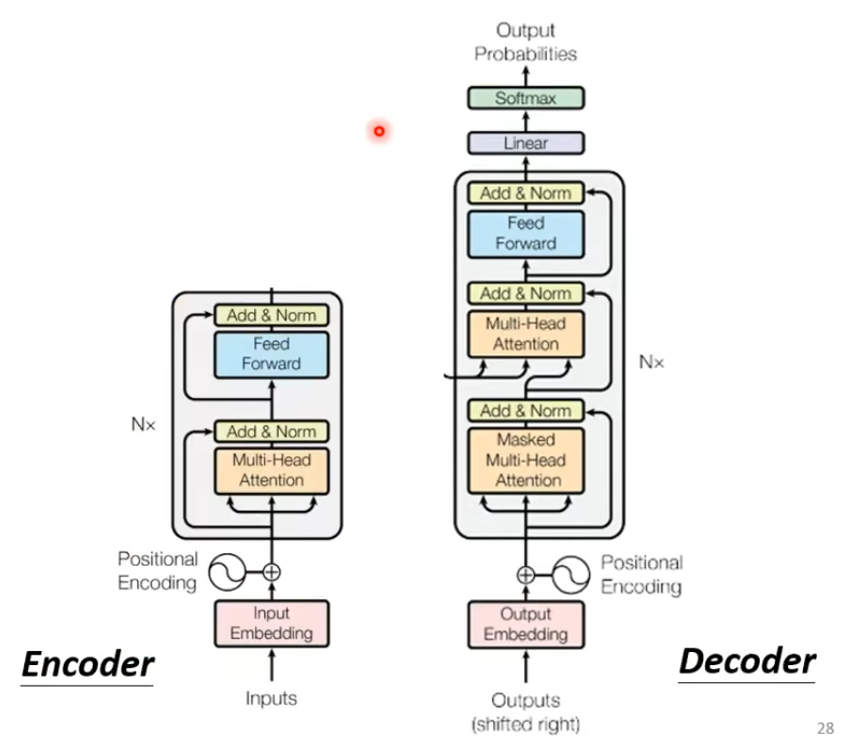 Output
Probabilities
Softmax
Linear
Add & Norm
Feed
Forward
Add & Norm
Multi-Head
Attention
Add & Norm
Masked
Multi-Head
Attention
Nx
Positional
Encoding
Output
Embedding
Outputs
(shifted right)
Decoder
Add & Norm
Feed
Forward
Add & Norm
Multi-Head
Attention
Nx
Positional
Encoding
Input
Embedding
Inputs
Encoder
28